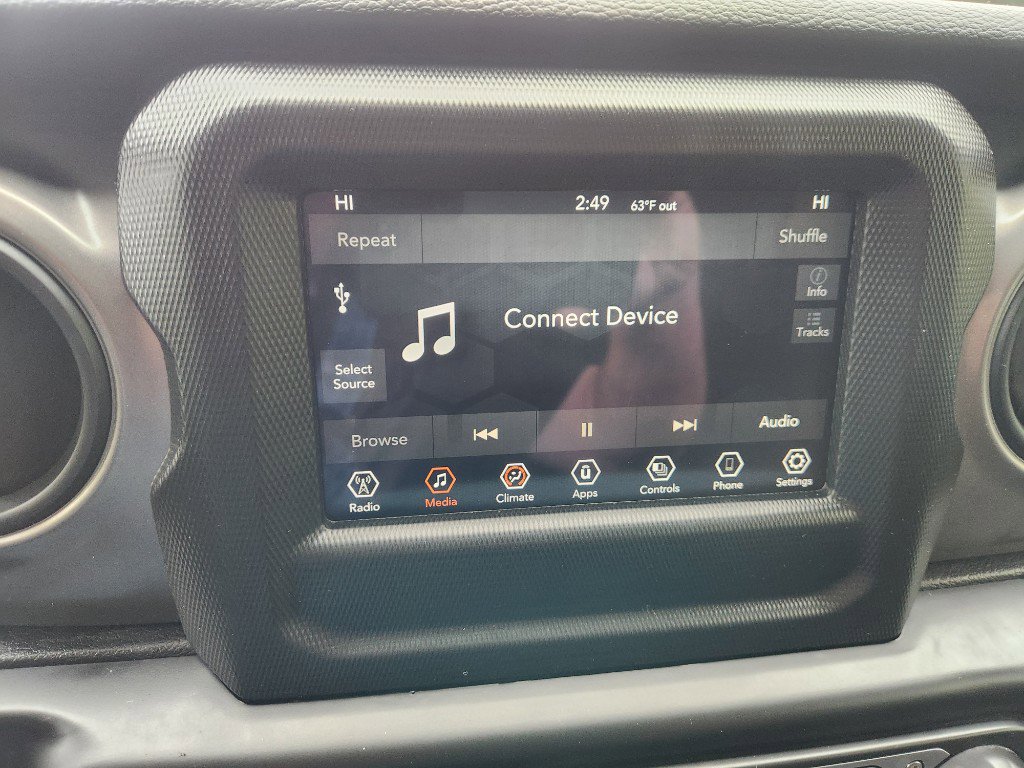 HI 2:49 63°F out HI
Repeat Shuffle
Info
Connect Device
Tracks
Select
Source
Browse Audio
Radio Media Climate Apps Controls Phone Settings